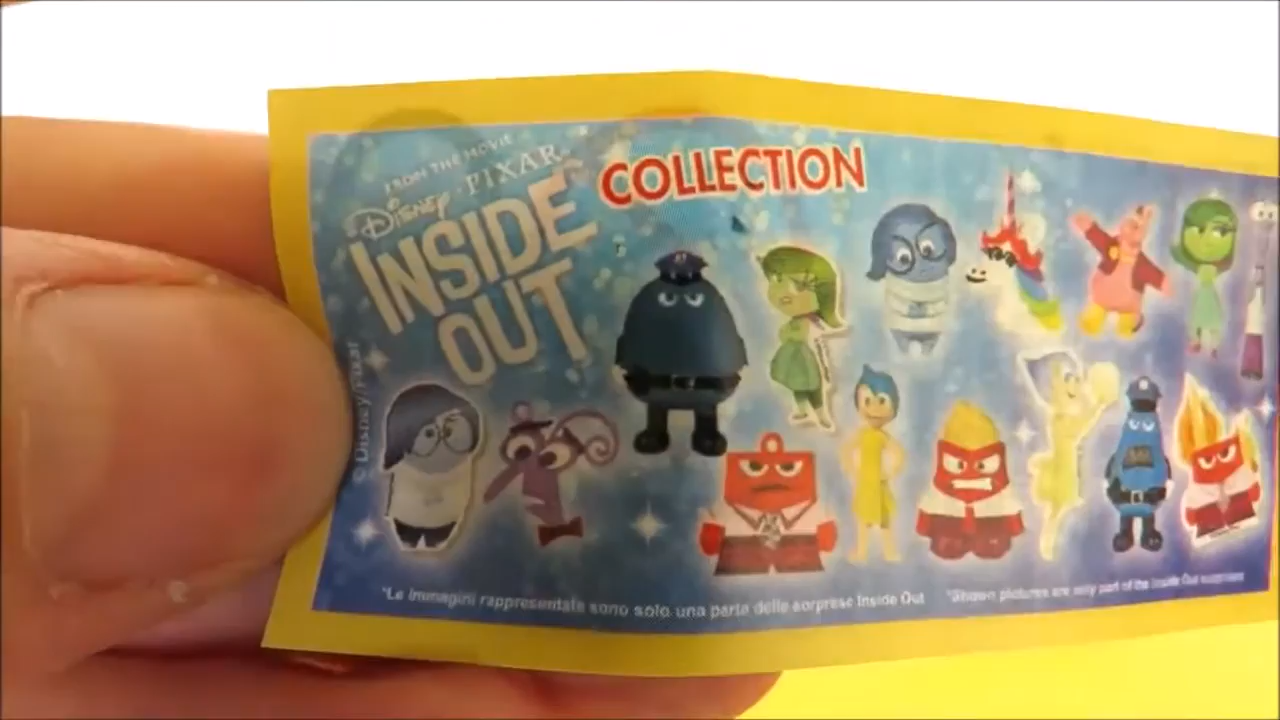 FROM THE MOVIE
DISNEY · PIXAR
INSIDE
OUT
COLLECTION
© Disney/Pixar
*Le immagini rappresentate sono solo una parte delle sorprese Inside Out
*Shown pictures are only part of the Inside Out surprises